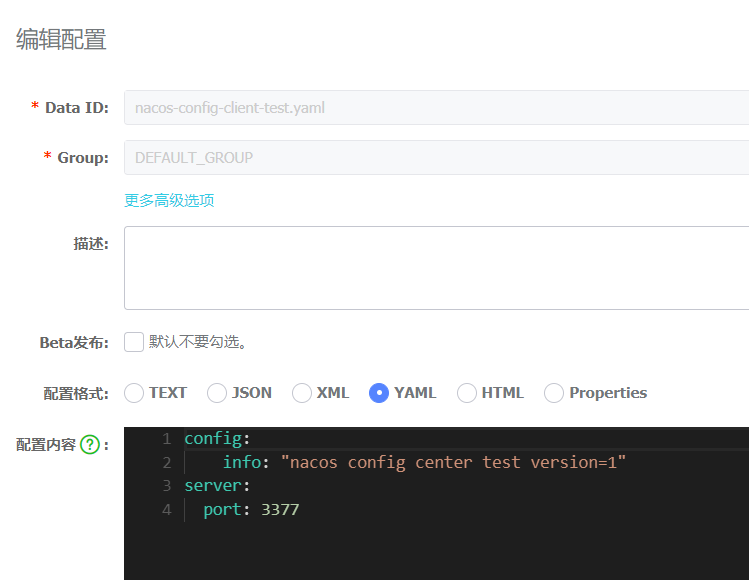 编辑配置
* Data ID: nacos-config-client-test.yaml
* Group: DEFAULT_GROUP
更多高级选项
描述:
Beta发布: 默认不要勾选。
配置格式: TEXT JSON XML YAML HTML Properties
配置内容 ? :
1 config:
2     info: "nacos config center test version=1"
3 server:
4   port: 3377